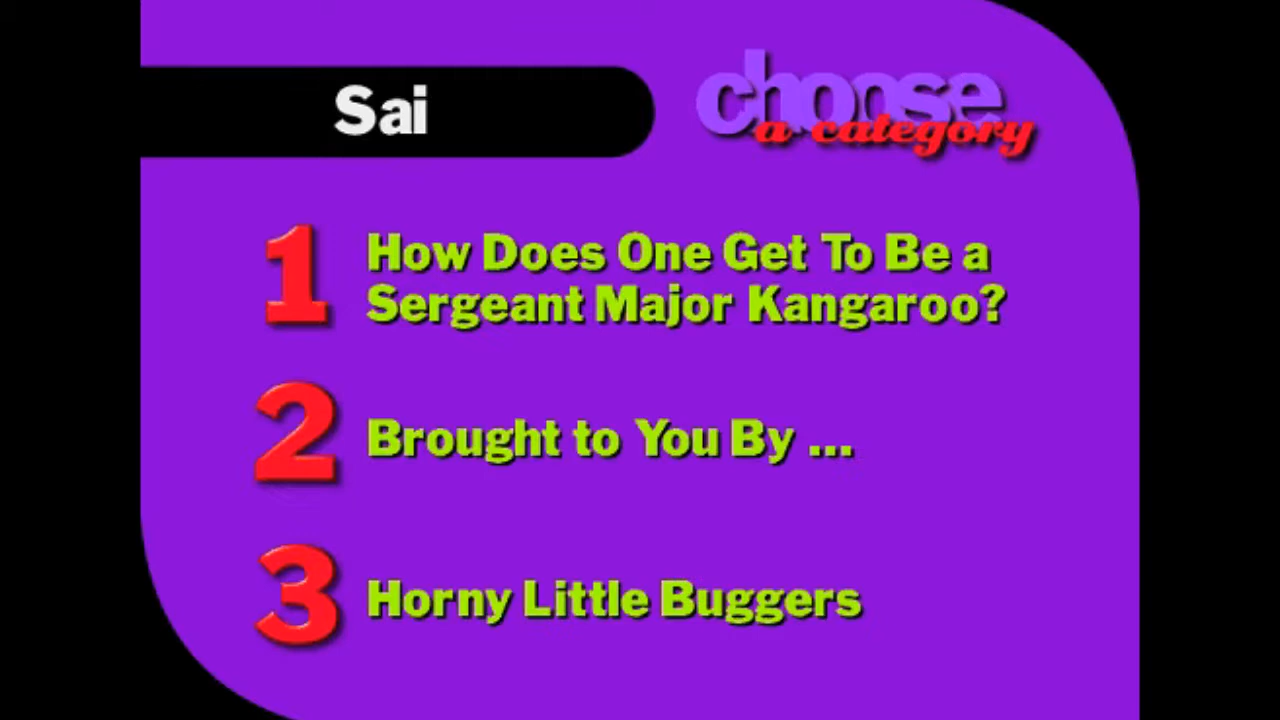 Sai
choose
a category
1
How Does One Get To Be a
Sergeant Major Kangaroo?
2
Brought to You By ...
3
Horny Little Buggers